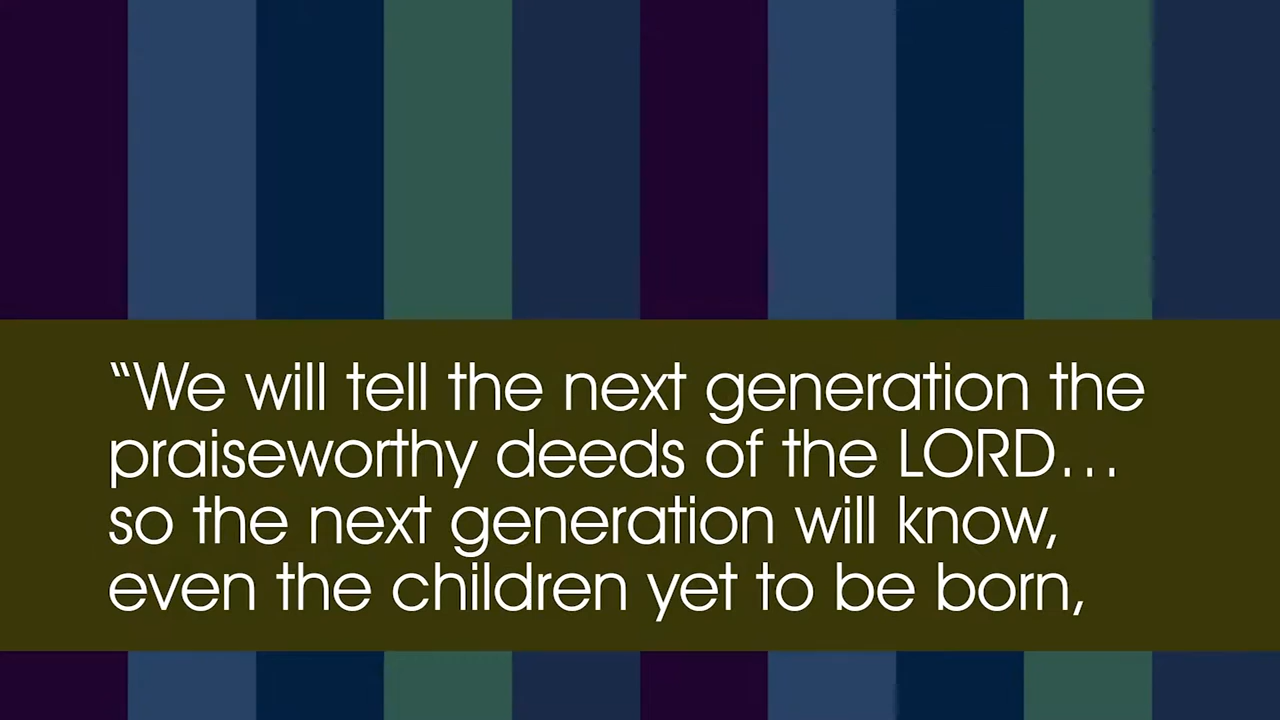 “We will tell the next generation the
praiseworthy deeds of the LORD…
so the next generation will know,
even the children yet to be born,